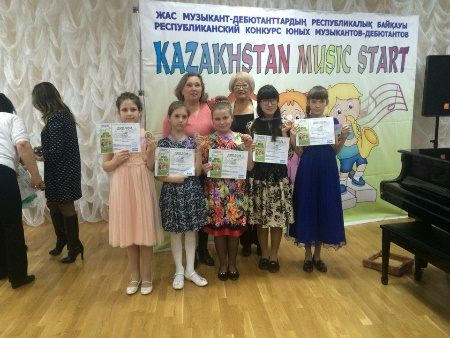 ЖАС МУЗЫКАНТ-ДЕБЮТАНТТАРДЫҢ РЕСПУБЛИКАЛЫҚ БАЙҚАУЫ
РЕСПУБЛИКАНСКИЙ КОНКУРС ЮНЫХ МУЗЫКАНТОВ-ДЕБЮТАНТОВ
KAZAKHSTAN MUSIC START